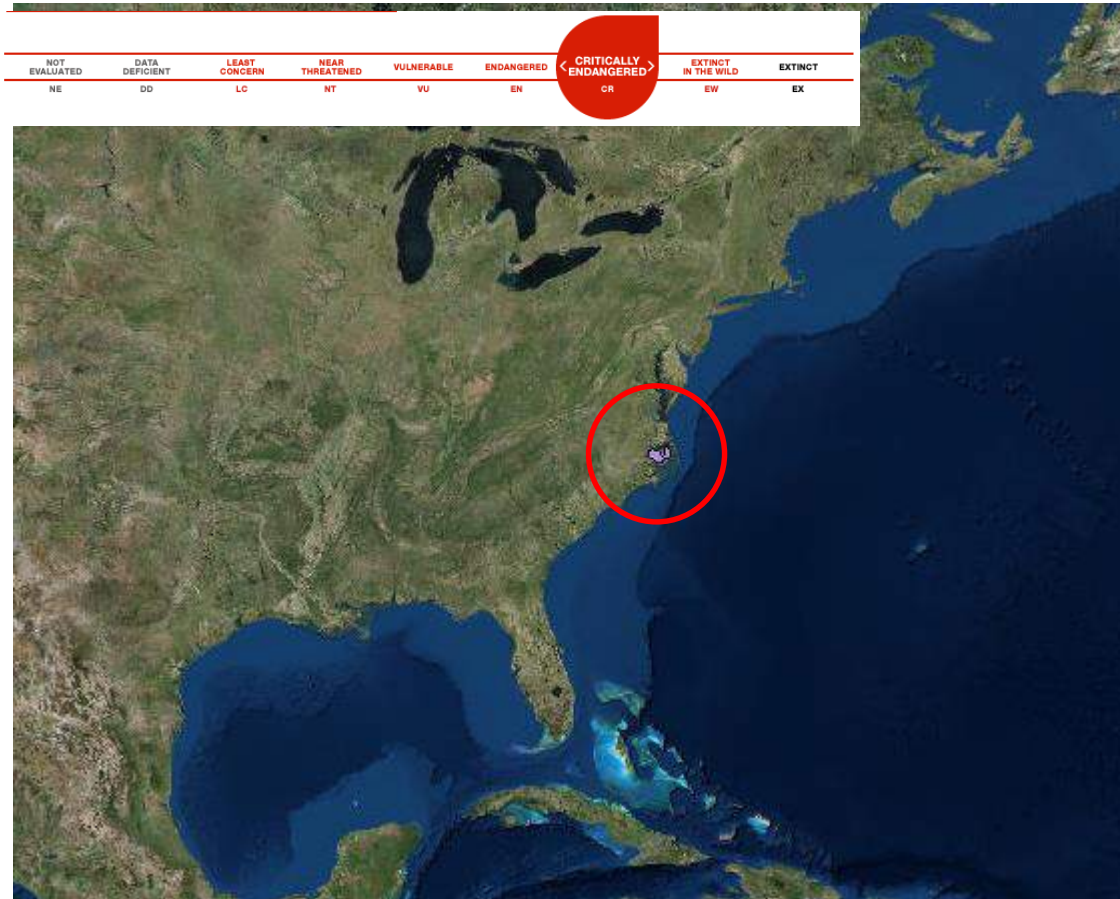 NOT EVALUATED
DATA DEFICIENT
LEAST CONCERN
NEAR THREATENED
VULNERABLE
ENDANGERED
< CRITICALLY ENDANGERED >
EXTINCT IN THE WILD
EXTINCT
NE
DD
LC
NT
VU
EN
CR
EW
EX